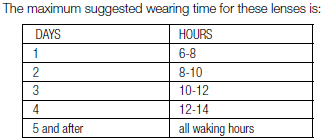 The maximum suggested wearing time for these lenses is:
DAYS HOURS
1 6-8
2 8-10
3 10-12
4 12-14
5 and after all waking hours